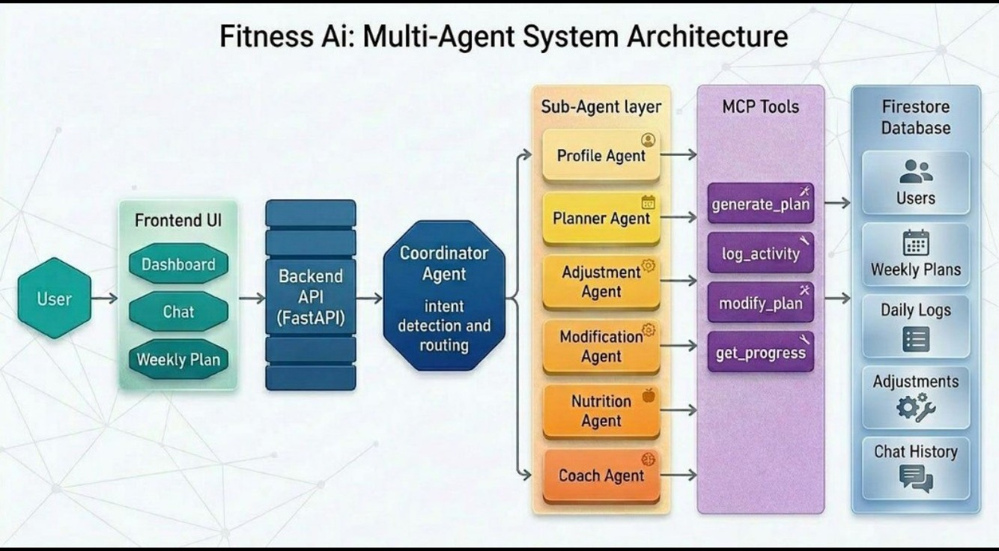 Fitness Ai: Multi-Agent System Architecture
User
Frontend UI
Dashboard
Chat
Weekly Plan
Backend
API
(FastAPI)
Coordinator
Agent
intent
detection and
routing
Sub-Agent layer
Profile Agent
Planner Agent
Adjustment
Agent
Modification
Agent
Nutrition
Agent
Coach Agent
MCP Tools
generate_plan
log_activity
modify_plan
get_progress
Firestore
Database
Users
Weekly Plans
Daily Logs
Adjustments
Chat History